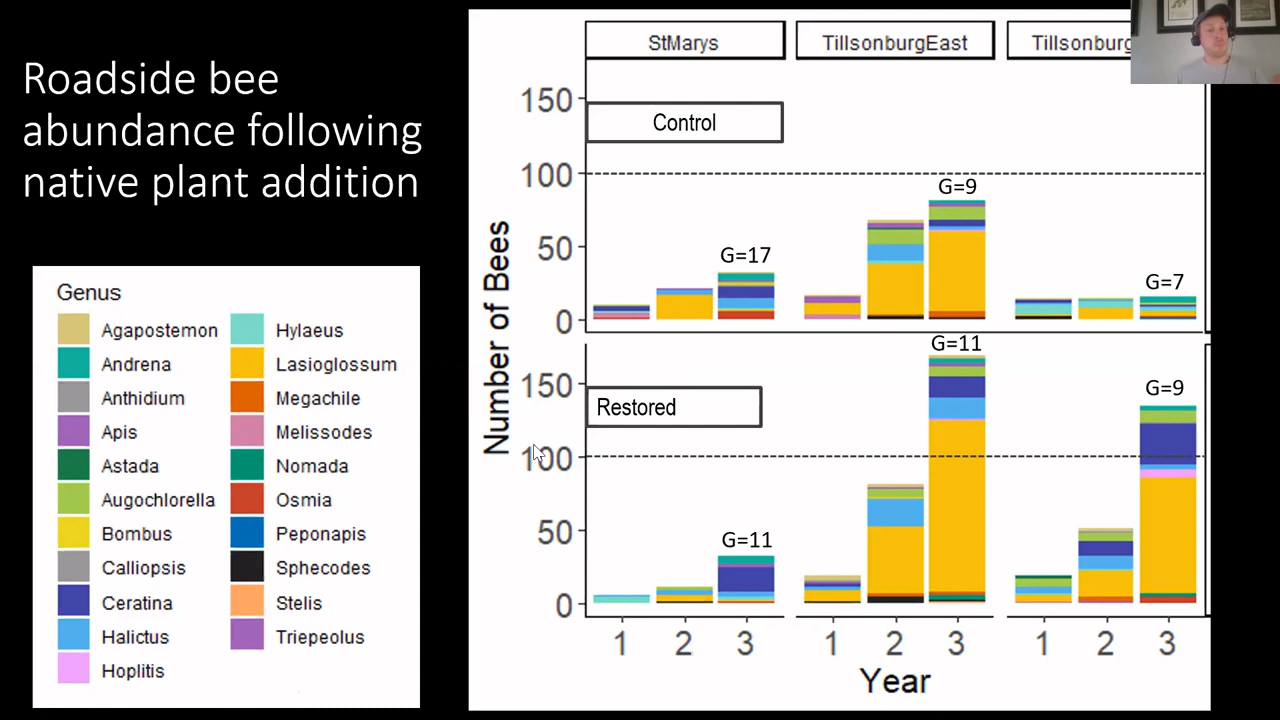 Roadside bee
abundance following
native plant addition
Genus
Agapostemon
Andrena
Anthidium
Apis
Astada
Augochlorella
Bombus
Calliopsis
Ceratina
Halictus
Hoplitis
Hylaeus
Lasioglossum
Megachile
Melissodes
Nomada
Osmia
Peponapis
Sphecodes
Stelis
Triepeolus
StMarys
TillsonburgEast
Tillsonburg
Number of Bees
150
100
50
0
Control
G=17
G=9
G=7
150
100
50
0
Restored
G=11
G=11
G=9
1 2 3 1 2 3 1 2 3
Year